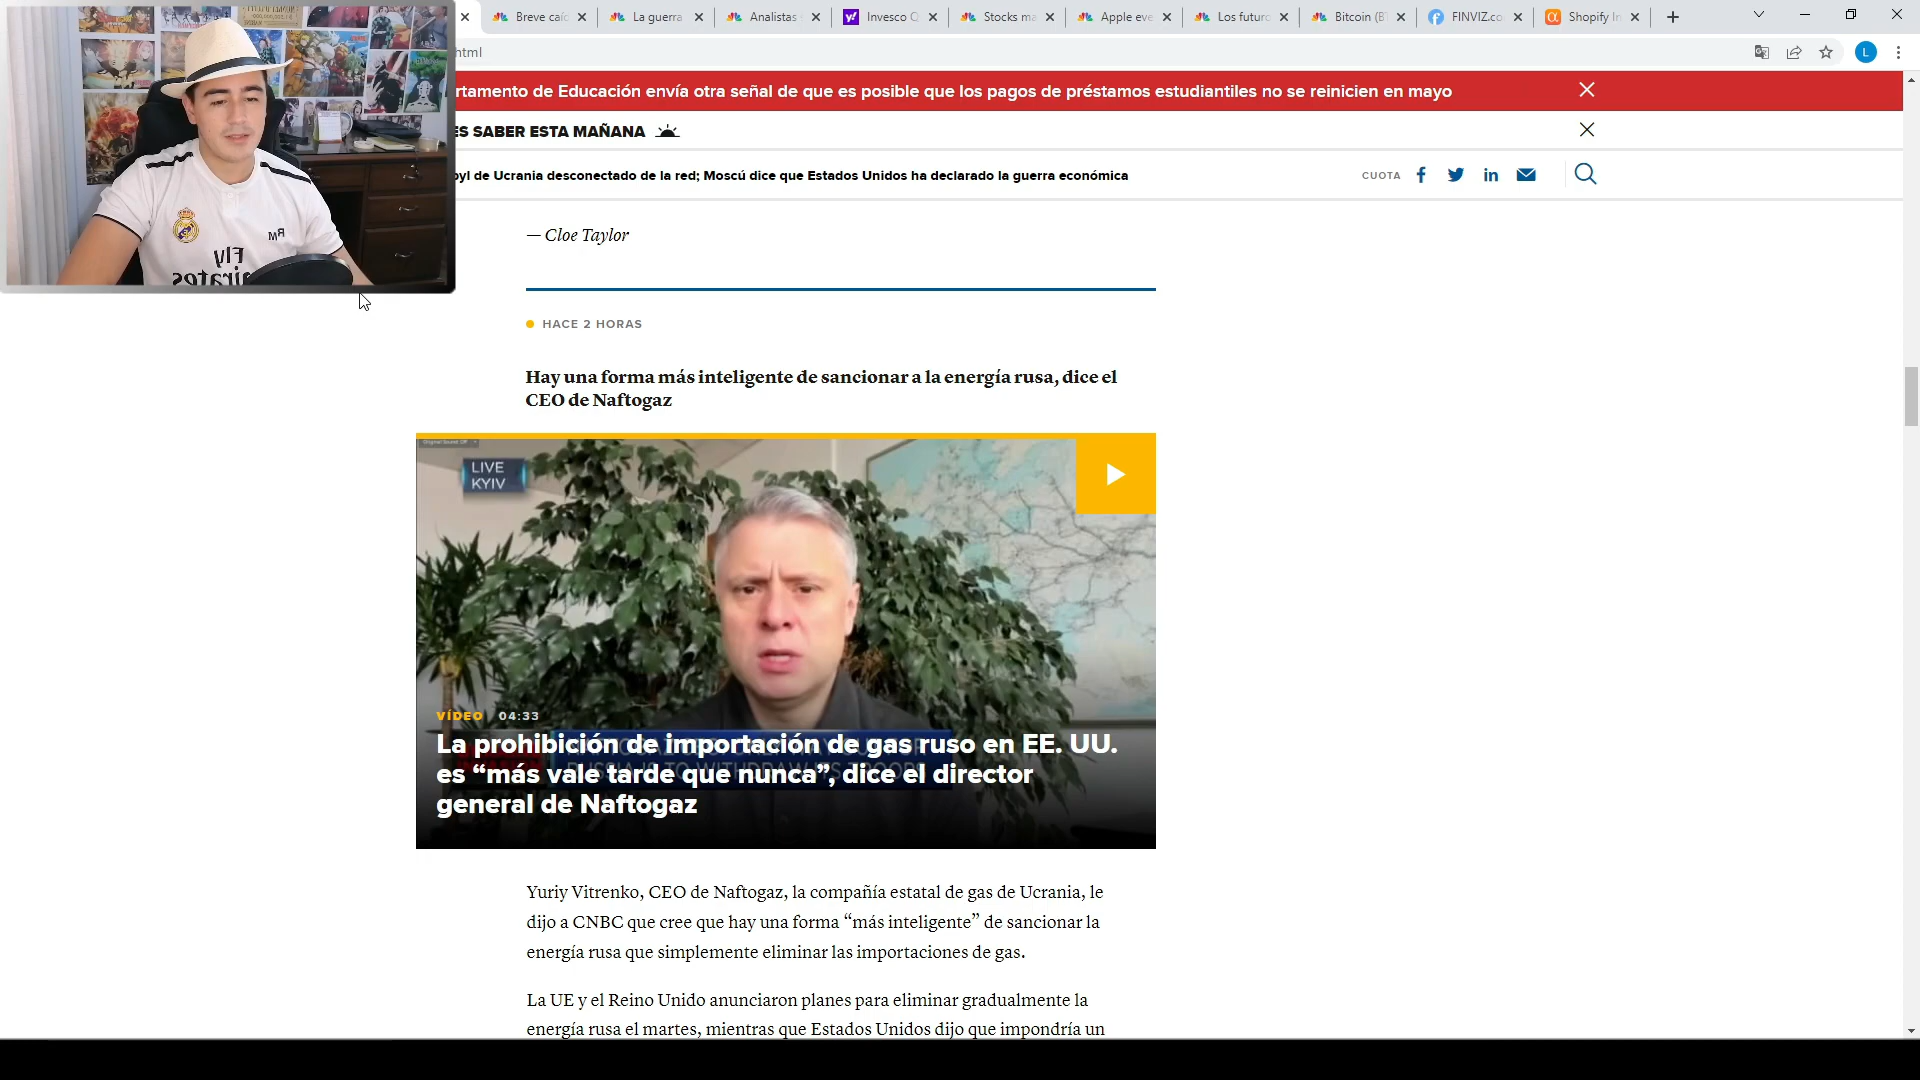 Breve caíd
La guerra
Analistas
Invesco Q
Stocks ma
Apple eve
Los futuro
Bitcoin (BT
FINVIZ.co
Shopify In
html
L
rtamento de Educación envía otra señal de que es posible que los pagos de préstamos estudiantiles no se reinicien en mayo
ES SABER ESTA MAÑANA
byl de Ucrania desconectado de la red; Moscú dice que Estados Unidos ha declarado la guerra económica
CUOTA
— Cloe Taylor
HACE 2 HORAS
Hay una forma más inteligente de sancionar a la energía rusa, dice el
CEO de Naftogaz
LIVE
KYIV
VÍDEO 04:33
La prohibición de importación de gas ruso en EE. UU.
es “más vale tarde que nunca”, dice el director
general de Naftogaz
Yuriy Vitrenko, CEO de Naftogaz, la compañía estatal de gas de Ucrania, le
dijo a CNBC que cree que hay una forma “más inteligente” de sancionar la
energía rusa que simplemente eliminar las importaciones de gas.
La UE y el Reino Unido anunciaron planes para eliminar gradualmente la
energía rusa el martes, mientras que Estados Unidos dijo que impondría un
Fly
Emirates